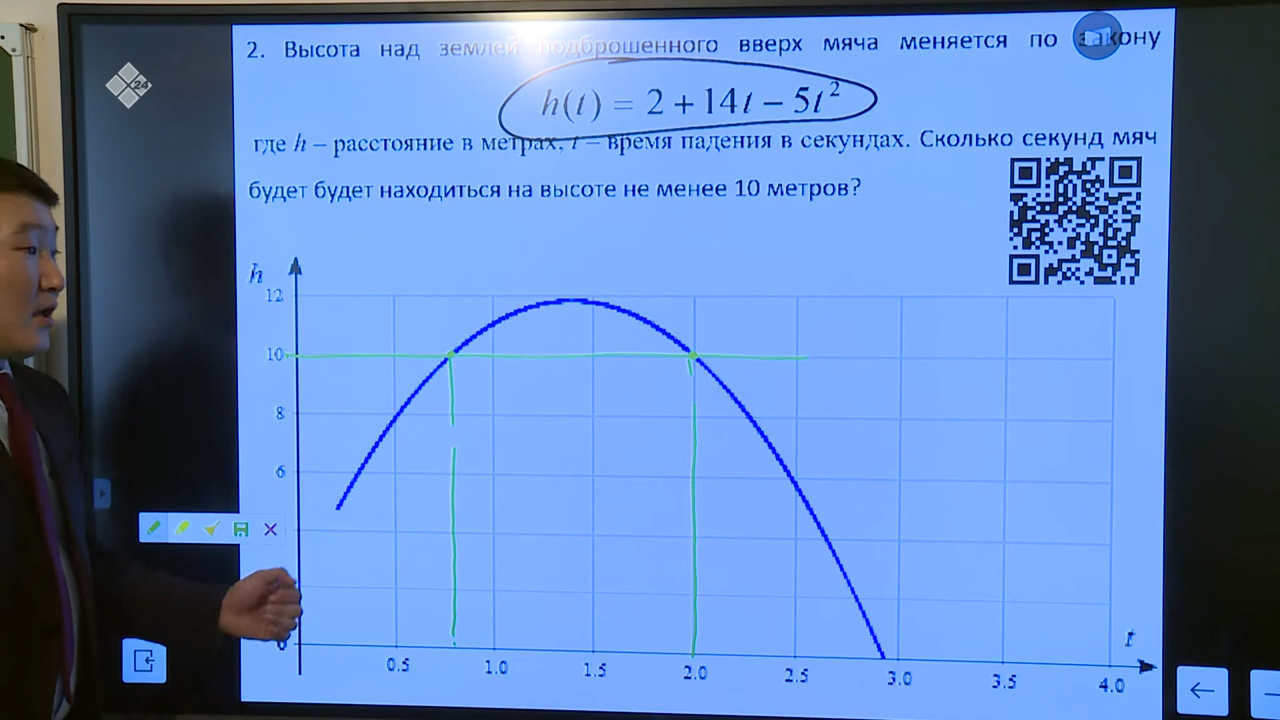 2. Высота над землей подброшенного вверх мяча меняется по закону
24
h(t) = 2 + 14t − 5t²
где h – расстояние в метрах, t – время падения в секундах. Сколько секунд мяч
будет будет находиться на высоте не менее 10 метров?
h
12
10
8
6
0
t
0.5 1.0 1.5 2.0 2.5 3.0 3.5 4.0